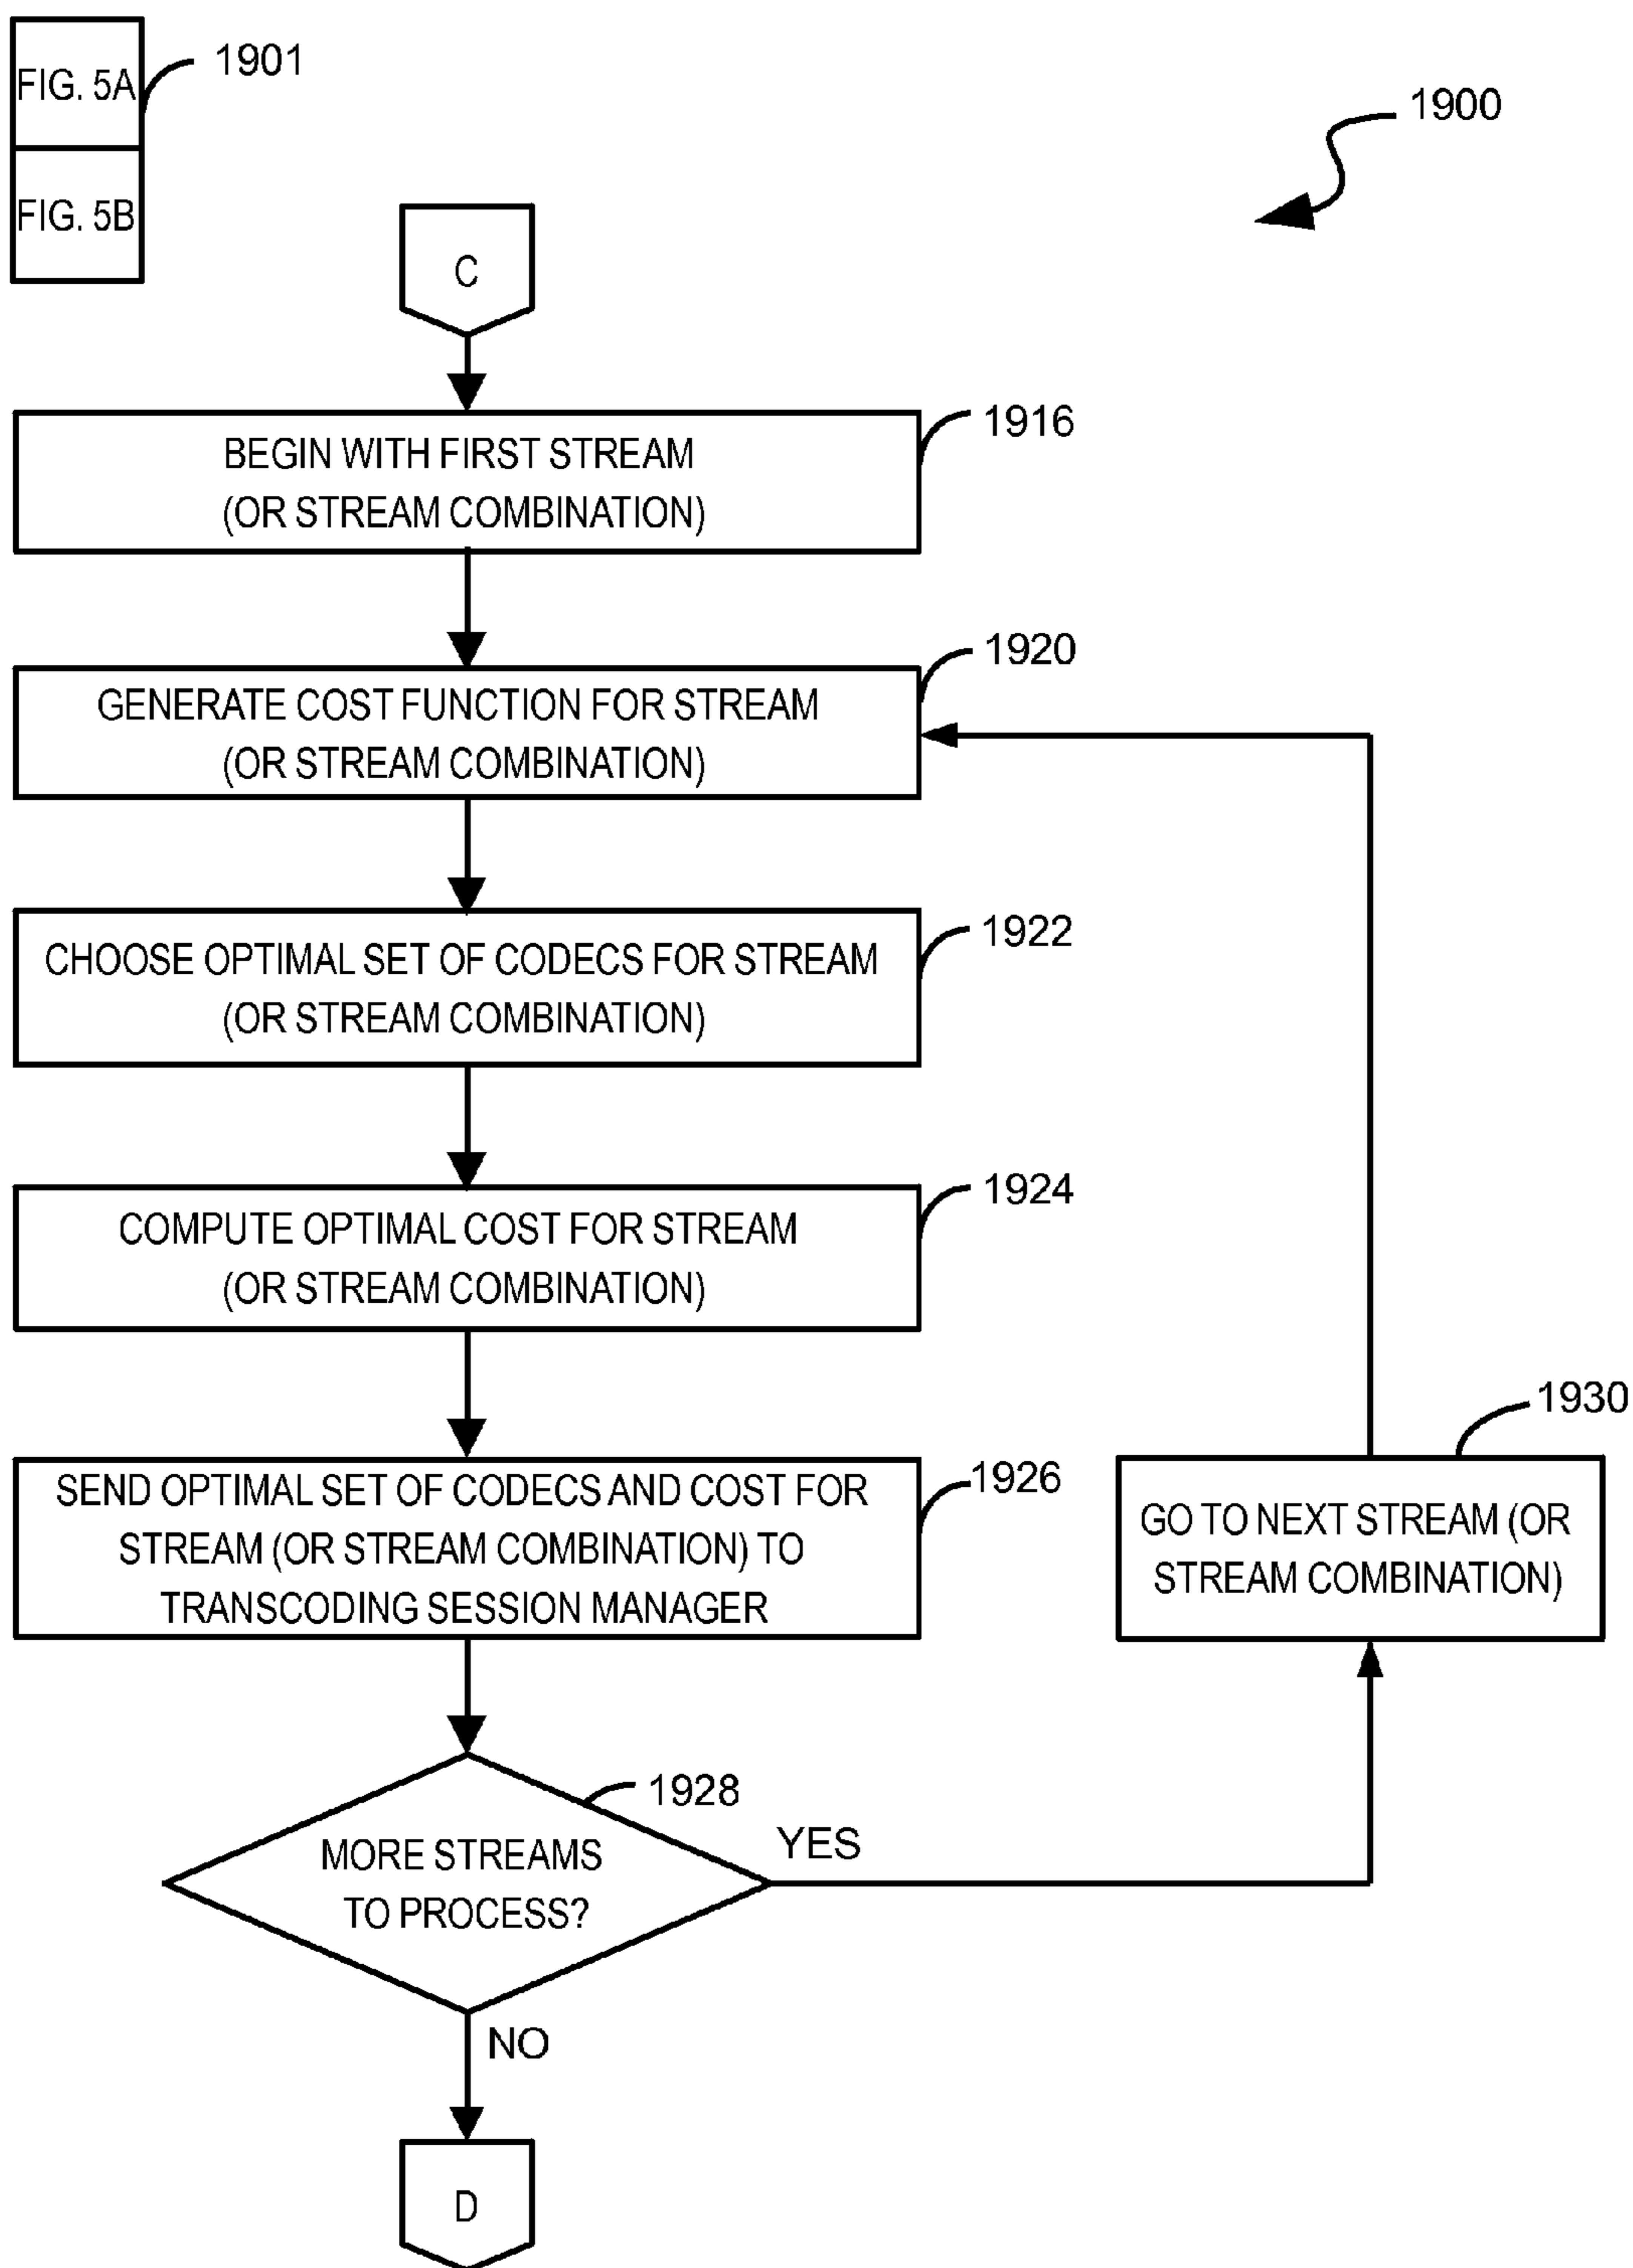 FIG. 5A
1901
FIG. 5B
1900
C
1916
BEGIN WITH FIRST STREAM
(OR STREAM COMBINATION)
1920
GENERATE COST FUNCTION FOR STREAM
(OR STREAM COMBINATION)
1922
CHOOSE OPTIMAL SET OF CODECS FOR STREAM
(OR STREAM COMBINATION)
1924
COMPUTE OPTIMAL COST FOR STREAM
(OR STREAM COMBINATION)
1926
SEND OPTIMAL SET OF CODECS AND COST FOR
STREAM (OR STREAM COMBINATION) TO
TRANSCODING SESSION MANAGER
1930
GO TO NEXT STREAM (OR
STREAM COMBINATION)
1928
MORE STREAMS
TO PROCESS?
YES
NO
D